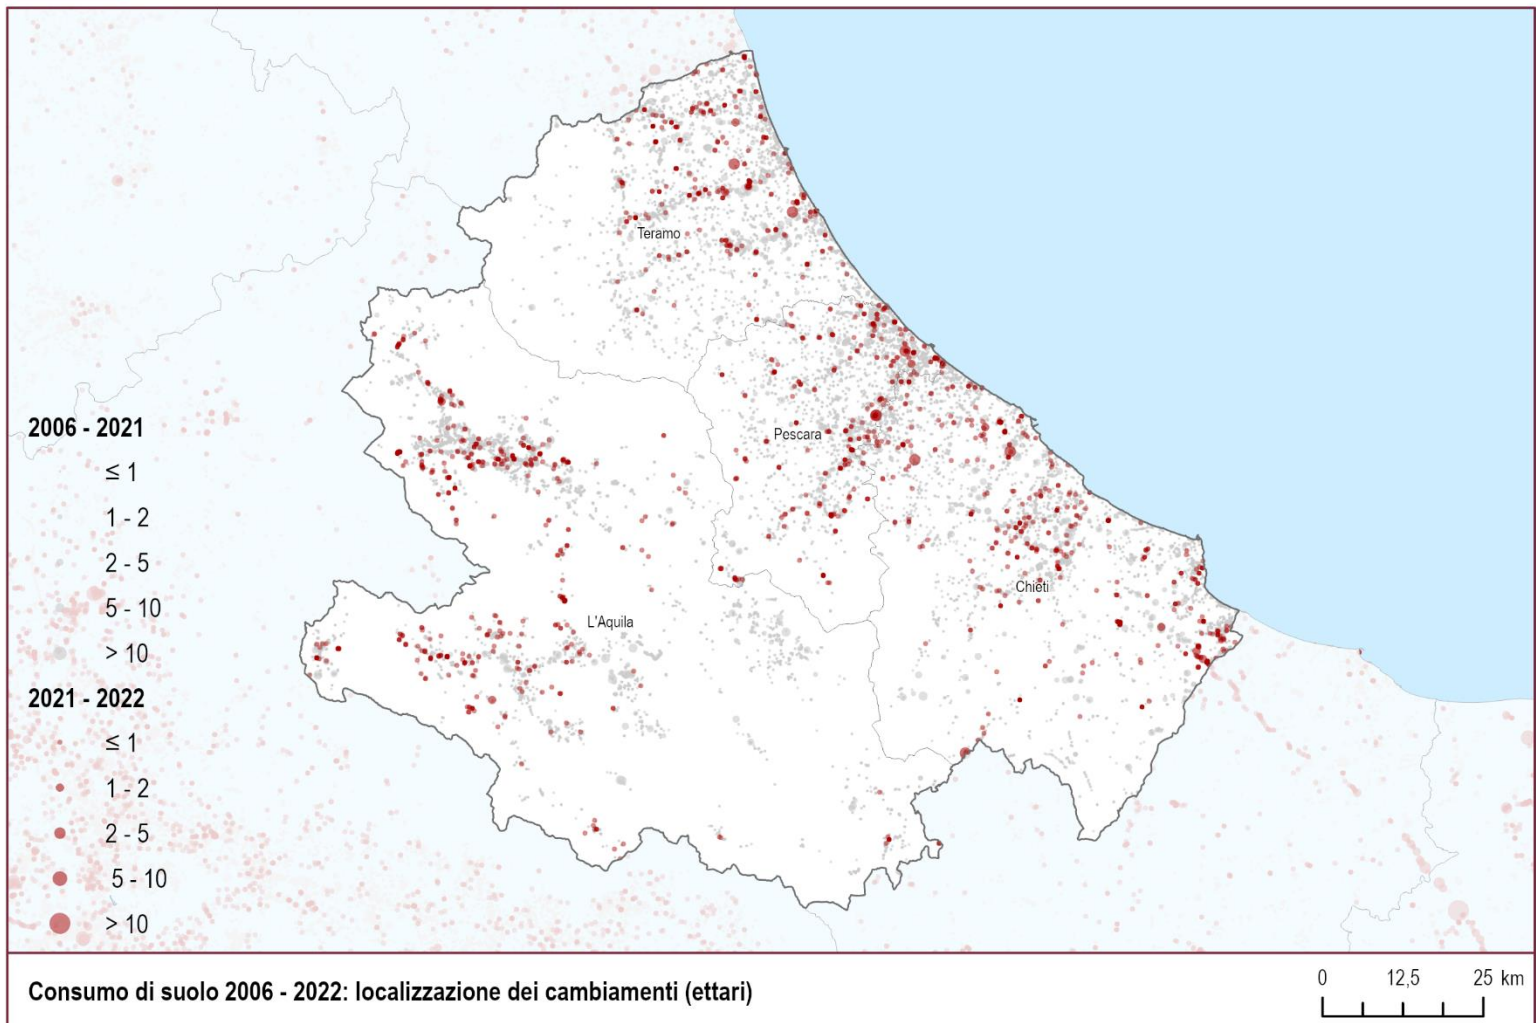 Teramo
Pescara
Chieti
L'Aquila
2006 - 2021
≤ 1
1 - 2
2 - 5
5 - 10
> 10
2021 - 2022
≤ 1
1 - 2
2 - 5
5 - 10
> 10
Consumo di suolo 2006 - 2022: localizzazione dei cambiamenti (ettari)
0 12,5 25 km